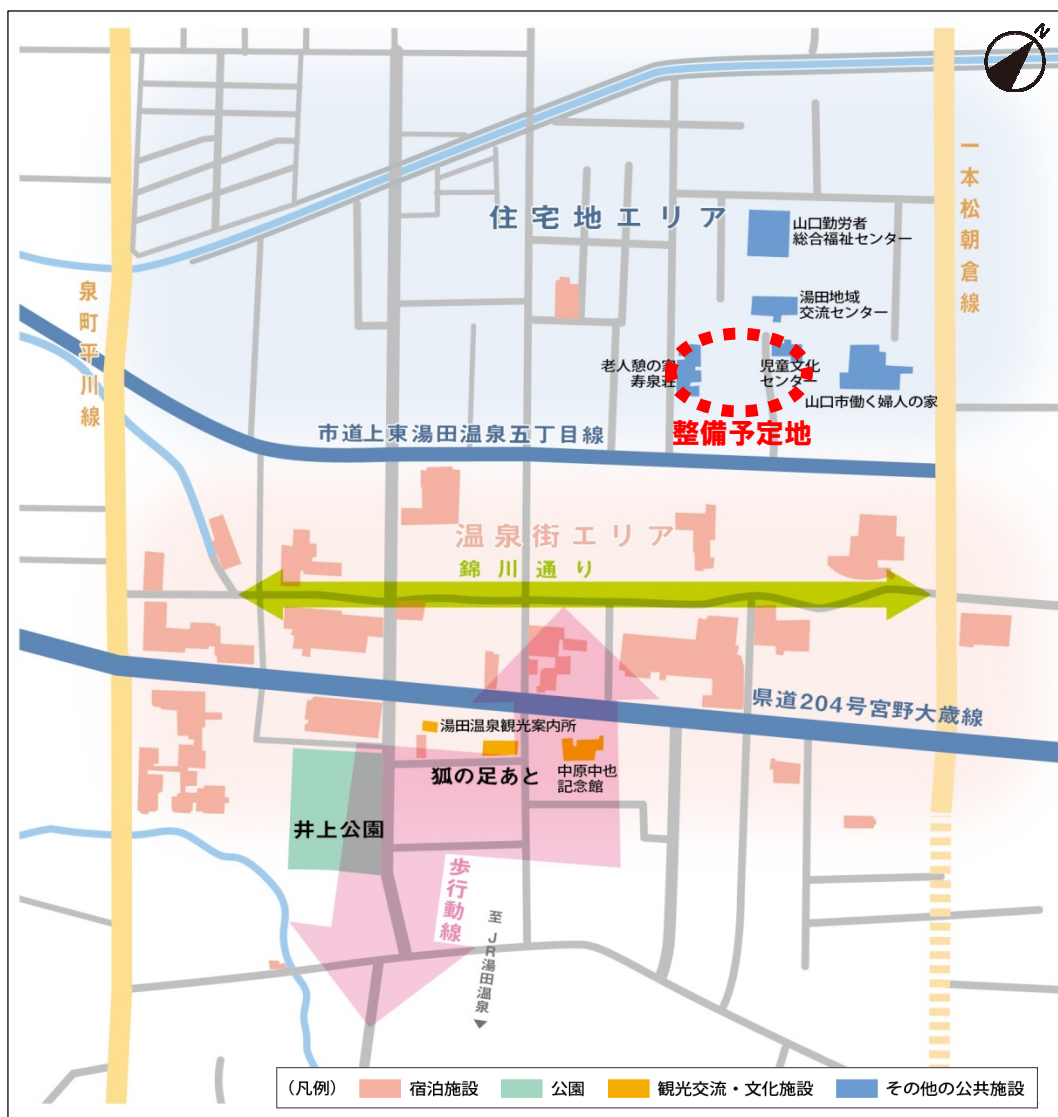 N
一本松朝倉線
住宅地エリア
山口勤労者
総合福祉センター
泉町平川線
湯田地域
交流センター
老人憩の家
寿泉荘
児童文化
センター
山口市働く婦人の家
整備予定地
市道上東湯田温泉五丁目線
温泉街エリア
錦川通り
県道204号宮野大歳線
湯田温泉観光案内所
狐の足あと
中原中也
記念館
井上公園
歩行動線
至 JR湯田温泉
(凡例)
宿泊施設
公園
観光交流・文化施設
その他の公共施設